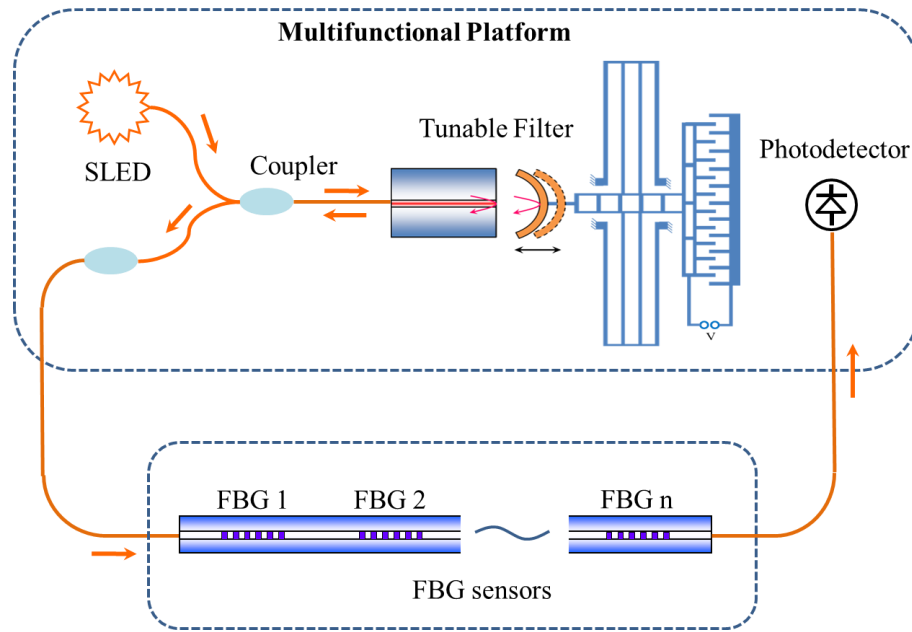 Multifunctional Platform
SLED
Coupler
Tunable Filter
Photodetector
V
FBG 1
FBG 2
FBG n
FBG sensors